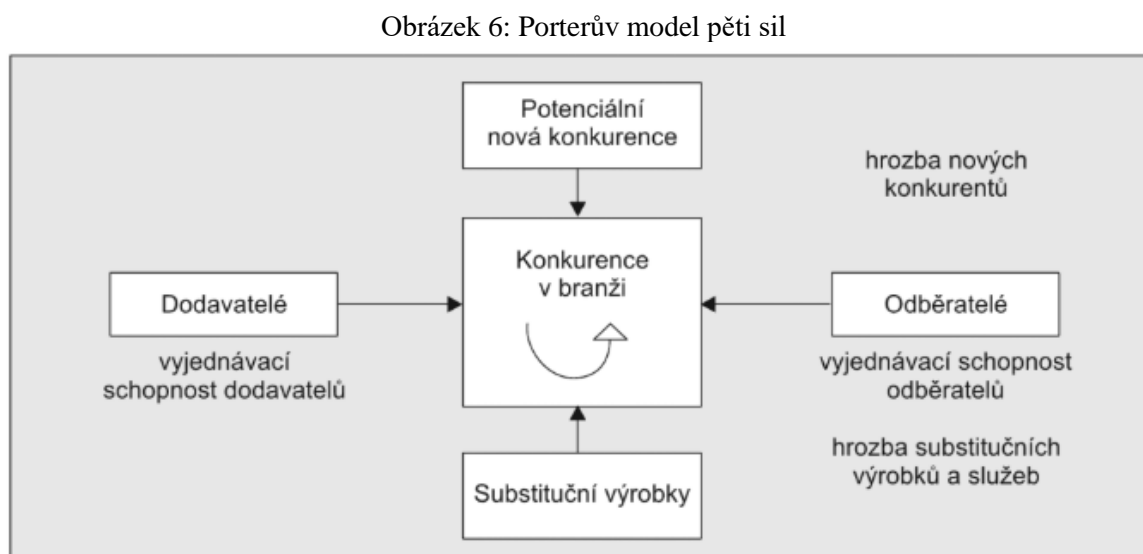 Obrázek 6: Porterův model pěti sil
Potenciální
nová konkurence
hrozba nových
konkurentů
Konkurence
v branži
Dodavatelé
Odběratelé
vyjednávací
schopnost dodavatelů
vyjednávací schopnost
odběratelů
hrozba substitučních
výrobků a služeb
Substituční výrobky